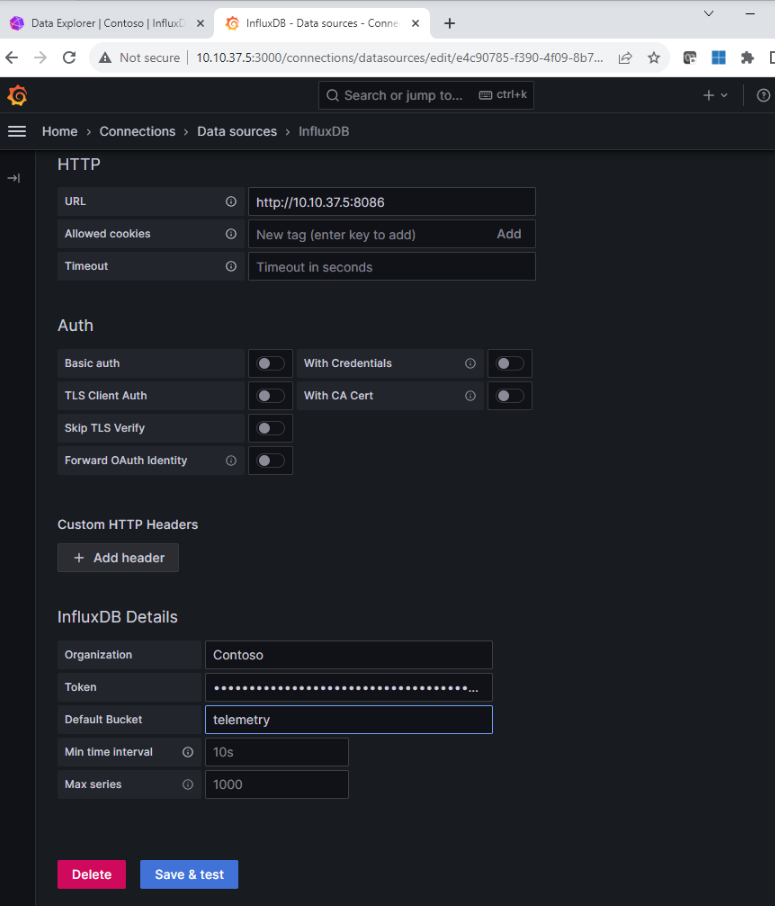 Data Explorer | Contoso | InfluxD
InfluxDB - Data sources - Conne
Not secure 10.10.37.5:3000/connections/datasources/edit/e4c90785-f390-4f09-8b7...
Search or jump to... ctrl+k
Home › Connections › Data sources › InfluxDB
HTTP
URL http://10.10.37.5:8086
Allowed cookies New tag (enter key to add) Add
Timeout Timeout in seconds
Auth
Basic auth With Credentials
TLS Client Auth With CA Cert
Skip TLS Verify
Forward OAuth Identity
Custom HTTP Headers
+ Add header
InfluxDB Details
Organization Contoso
Token ••••••••••••••••••••••••••••••••••••...
Default Bucket telemetry
Min time interval 10s
Max series 1000
Delete Save & test